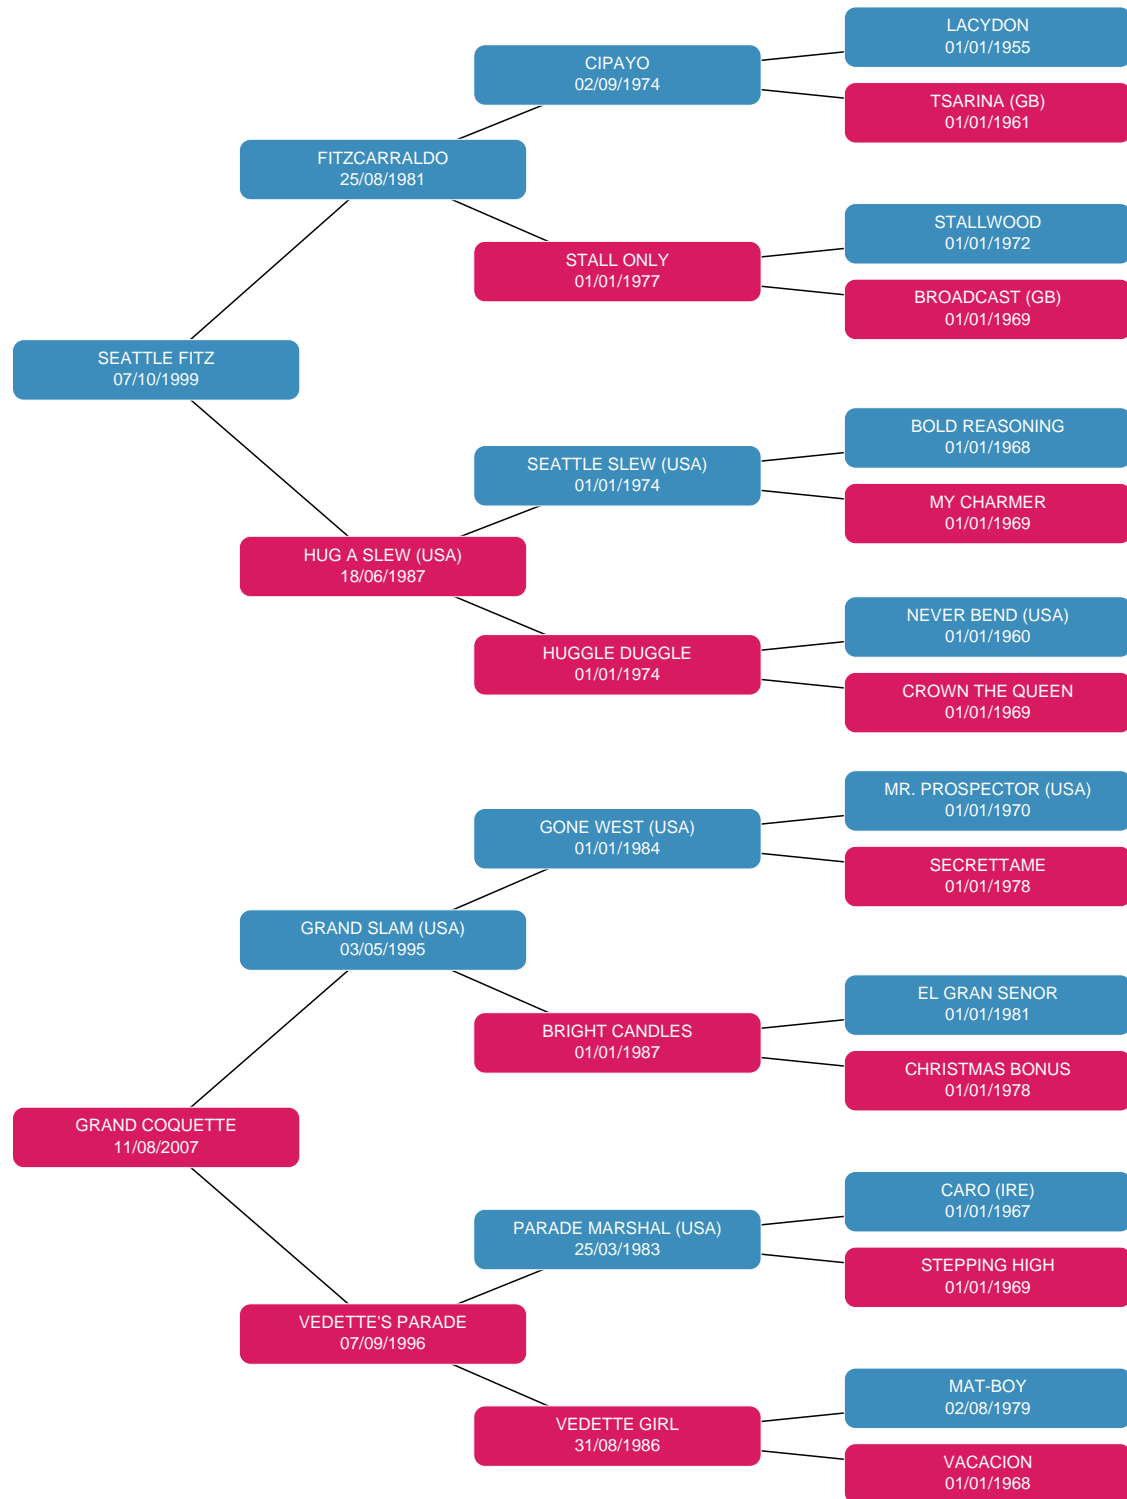 LACYDON
01/01/1955
CIPAYO
02/09/1974
TSARINA (GB)
01/01/1961
FITZCARRALDO
25/08/1981
STALLWOOD
01/01/1972
STALL ONLY
01/01/1977
BROADCAST (GB)
01/01/1969
SEATTLE FITZ
07/10/1999
BOLD REASONING
01/01/1968
SEATTLE SLEW (USA)
01/01/1974
MY CHARMER
01/01/1969
HUG A SLEW (USA)
18/06/1987
NEVER BEND (USA)
01/01/1960
HUGGLE DUGGLE
01/01/1974
CROWN THE QUEEN
01/01/1969
MR. PROSPECTOR (USA)
01/01/1970
GONE WEST (USA)
01/01/1984
SECRETTAME
01/01/1978
GRAND SLAM (USA)
03/05/1995
EL GRAN SENOR
01/01/1981
BRIGHT CANDLES
01/01/1987
CHRISTMAS BONUS
01/01/1978
GRAND COQUETTE
11/08/2007
CARO (IRE)
01/01/1967
PARADE MARSHAL (USA)
25/03/1983
STEPPING HIGH
01/01/1969
VEDETTE'S PARADE
07/09/1996
MAT-BOY
02/08/1979
VEDETTE GIRL
31/08/1986
VACACION
01/01/1968